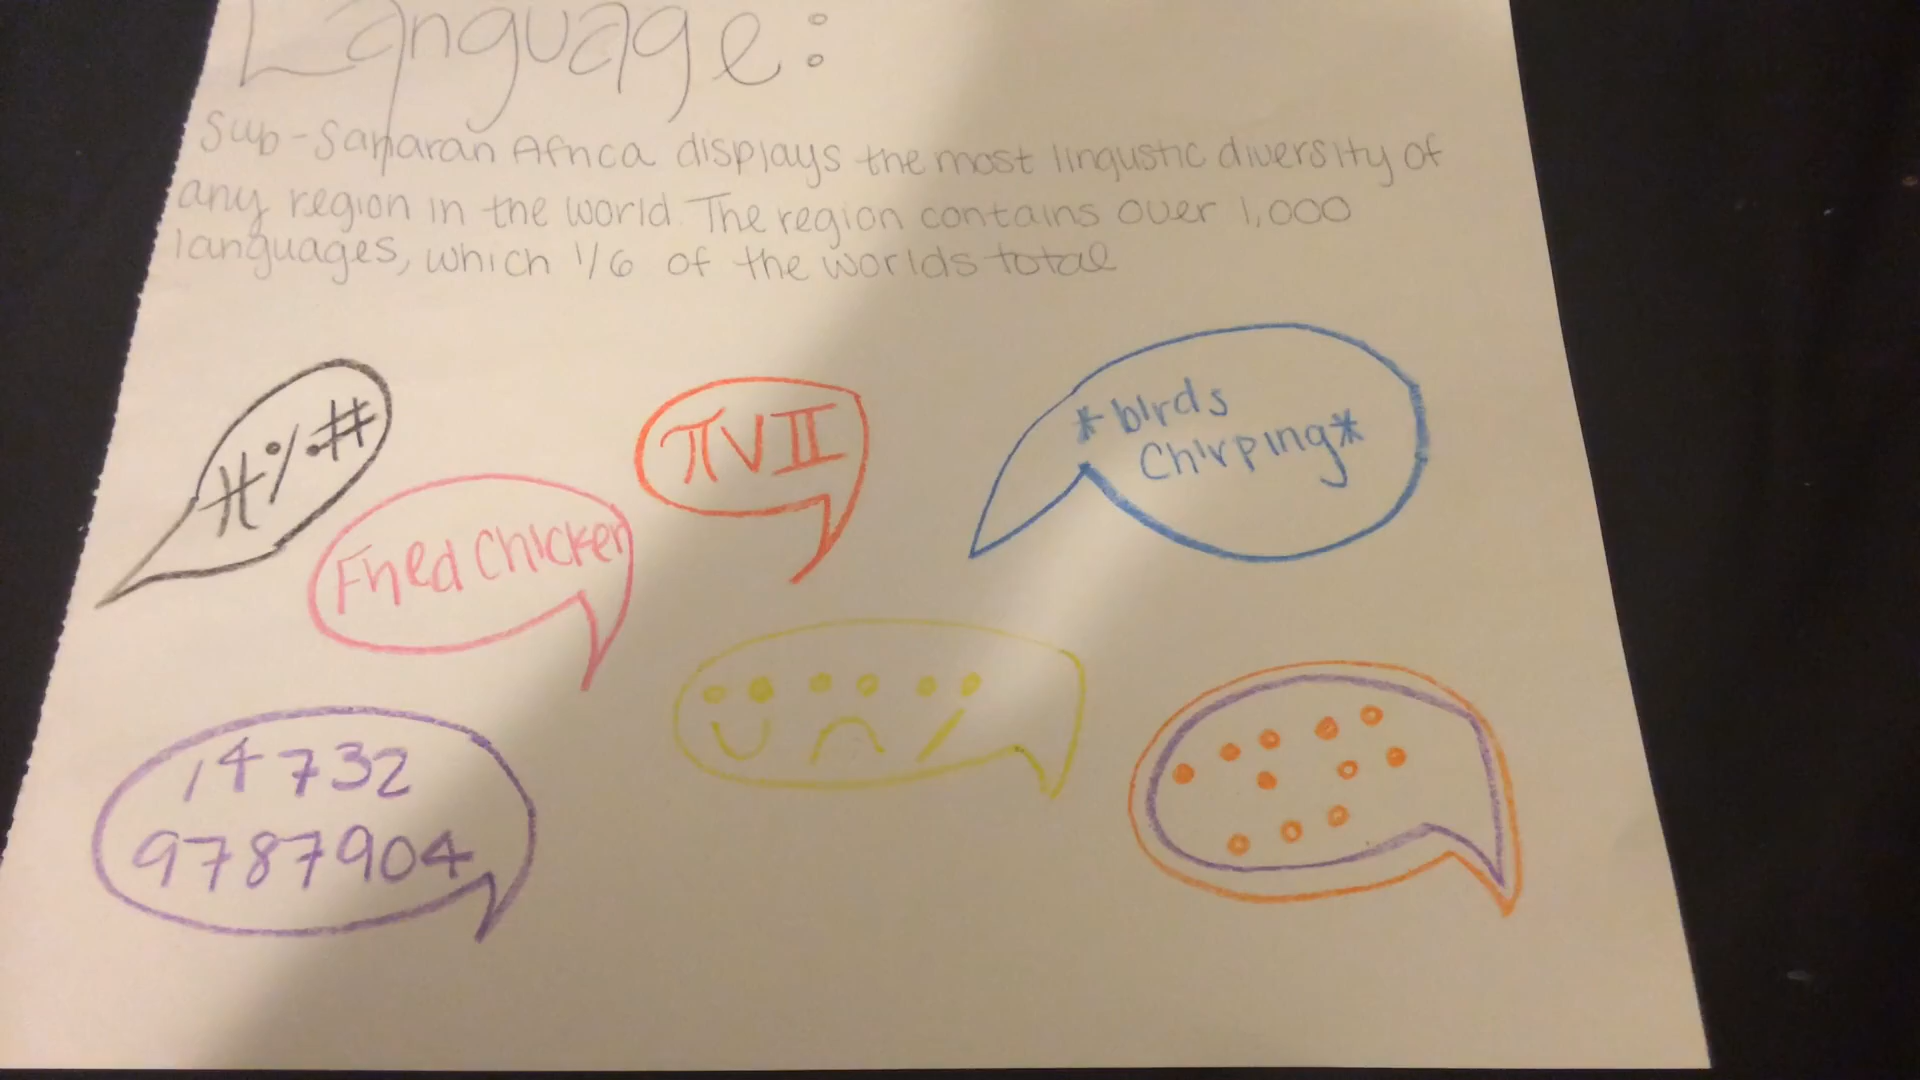 Language:
Sub-Saharan Africa displays the most lingustic diversity of
any region in the world. The region contains over 1,000
languages, which 1/6 of the worlds total
#%#
Fried Chicken
πVII
*birds
Chirping*
14732
9787904